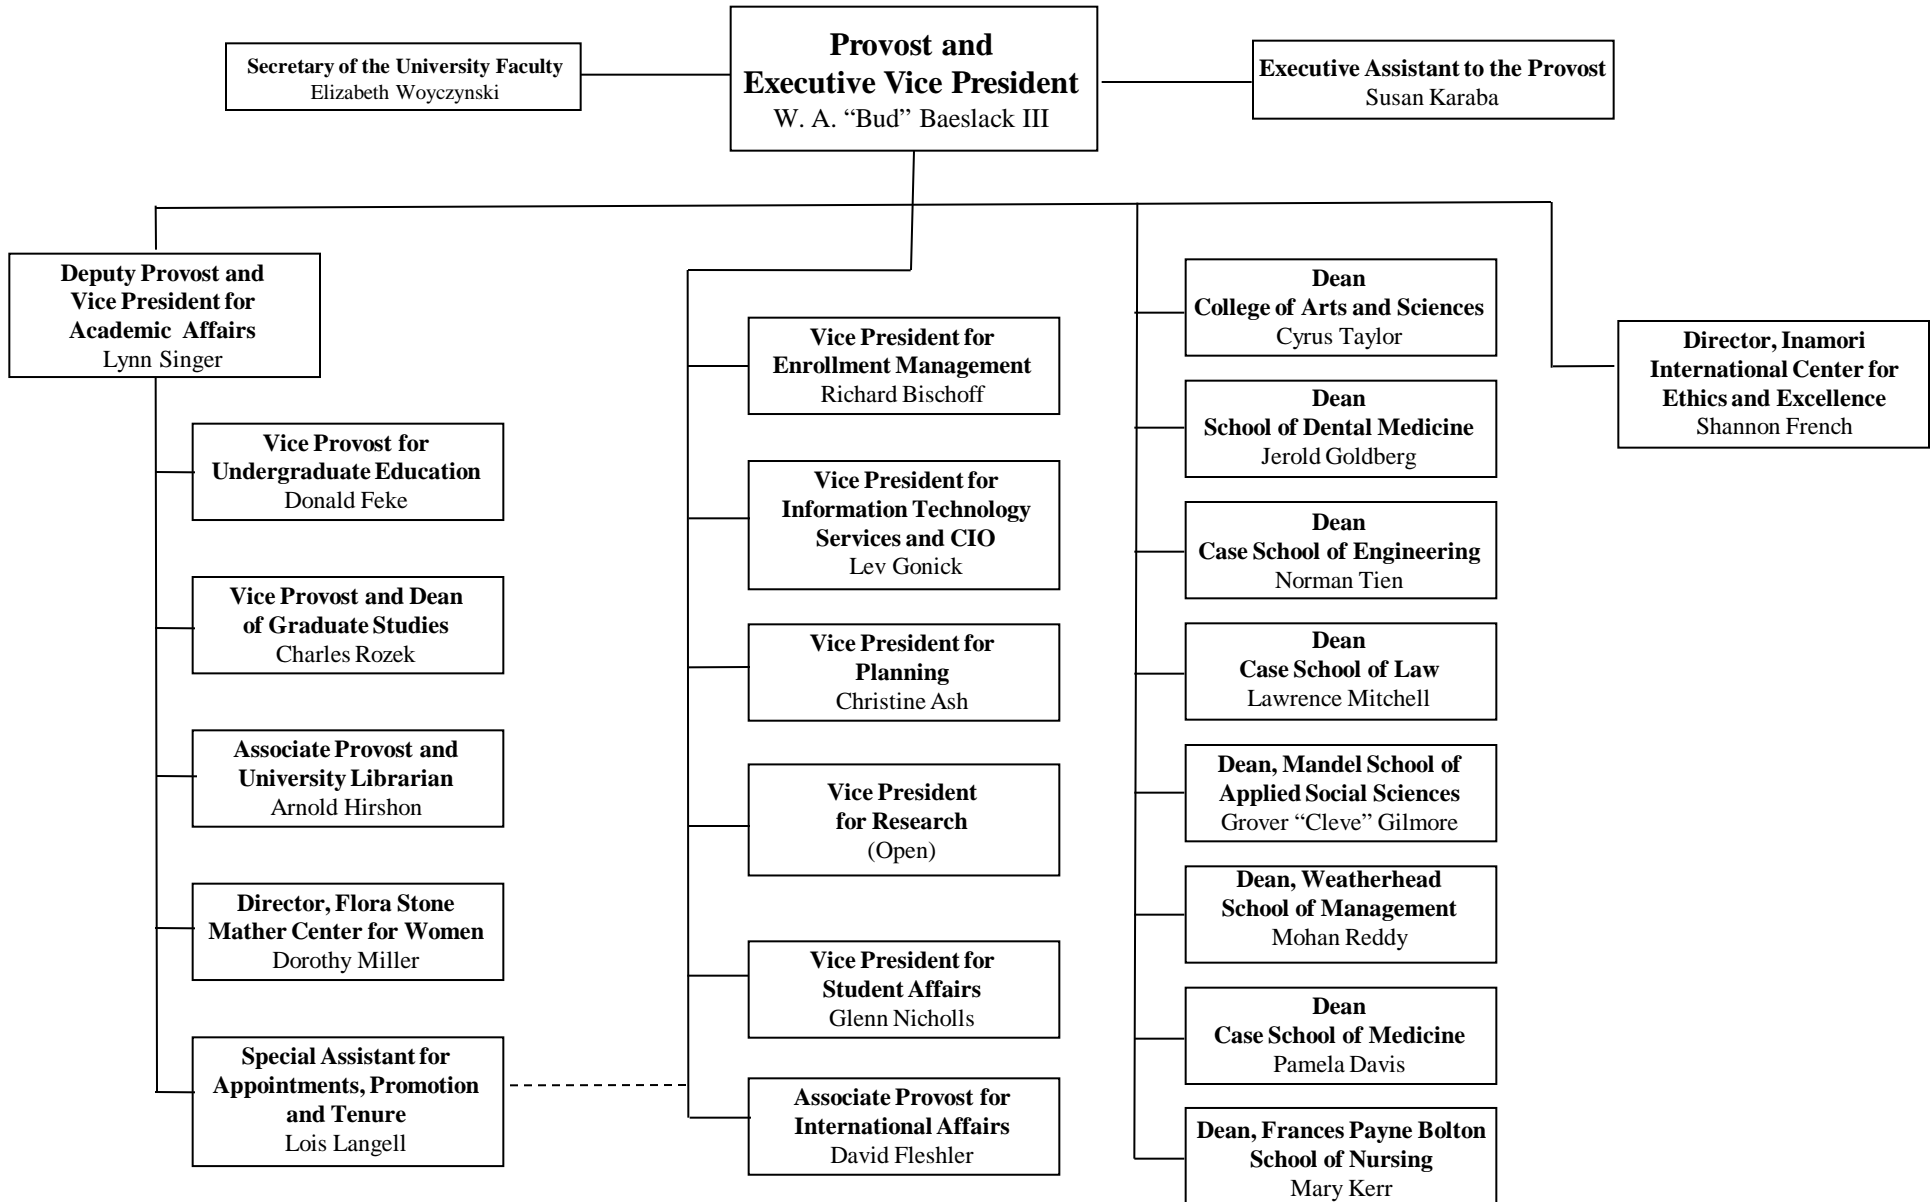 Provost and
Executive Vice President
W. A. “Bud” Baeslack III
Secretary of the University Faculty
Elizabeth Woyczynski
Executive Assistant to the Provost
Susan Karaba
Deputy Provost and
Vice President for
Academic Affairs
Lynn Singer
Vice Provost for
Undergraduate Education
Donald Feke
Vice Provost and Dean
of Graduate Studies
Charles Rozek
Associate Provost and
University Librarian
Arnold Hirshon
Director, Flora Stone
Mather Center for Women
Dorothy Miller
Special Assistant for
Appointments, Promotion
and Tenure
Lois Langell
Vice President for
Enrollment Management
Richard Bischoff
Vice President for
Information Technology
Services and CIO
Lev Gonick
Vice President for
Planning
Christine Ash
Vice President
for Research
(Open)
Vice President for
Student Affairs
Glenn Nicholls
Associate Provost for
International Affairs
David Fleshler
Dean
College of Arts and Sciences
Cyrus Taylor
Dean
School of Dental Medicine
Jerold Goldberg
Dean
Case School of Engineering
Norman Tien
Dean
Case School of Law
Lawrence Mitchell
Dean, Mandel School of
Applied Social Sciences
Grover “Cleve” Gilmore
Dean, Weatherhead
School of Management
Mohan Reddy
Dean
Case School of Medicine
Pamela Davis
Dean, Frances Payne Bolton
School of Nursing
Mary Kerr
Director, Inamori
International Center for
Ethics and Excellence
Shannon French